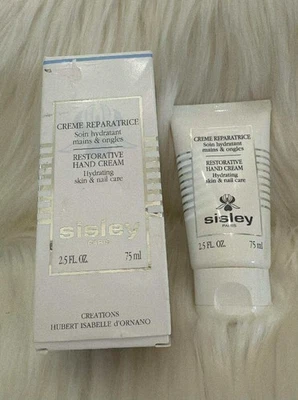 CREME REPARATRICE
Soin hydratant
mains & ongles
RESTORATIVE
HAND CREAM
Hydrating
skin & nail care
sisley
PARIS
2.5 FL. OZ. 75 ml
CREATIONS
HUBERT ISABELLE d'ORNANO
CREME REPARATRICE
Soin hydratant
mains & ongles
RESTORATIVE
HAND CREAM
Hydrating
skin & nail care
sisley
PARIS
2.5 FL. OZ. 75 ml